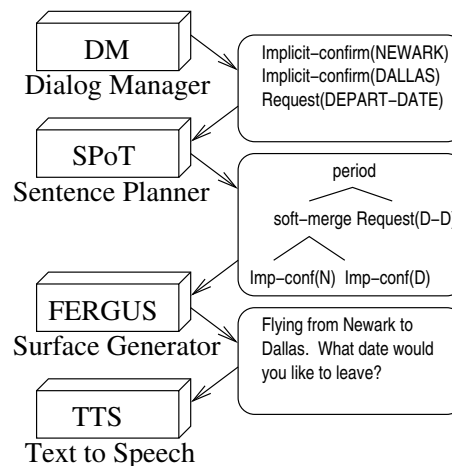 DM
Dialog Manager
Implicit−confirm(NEWARK)
Implicit−confirm(DALLAS)
Request(DEPART−DATE)
SPoT
Sentence Planner
period
soft−merge Request(D−D)
Imp−conf(N) Imp−conf(D)
FERGUS
Surface Generator
Flying from Newark to
Dallas. What date would
you like to leave?
TTS
Text to Speech